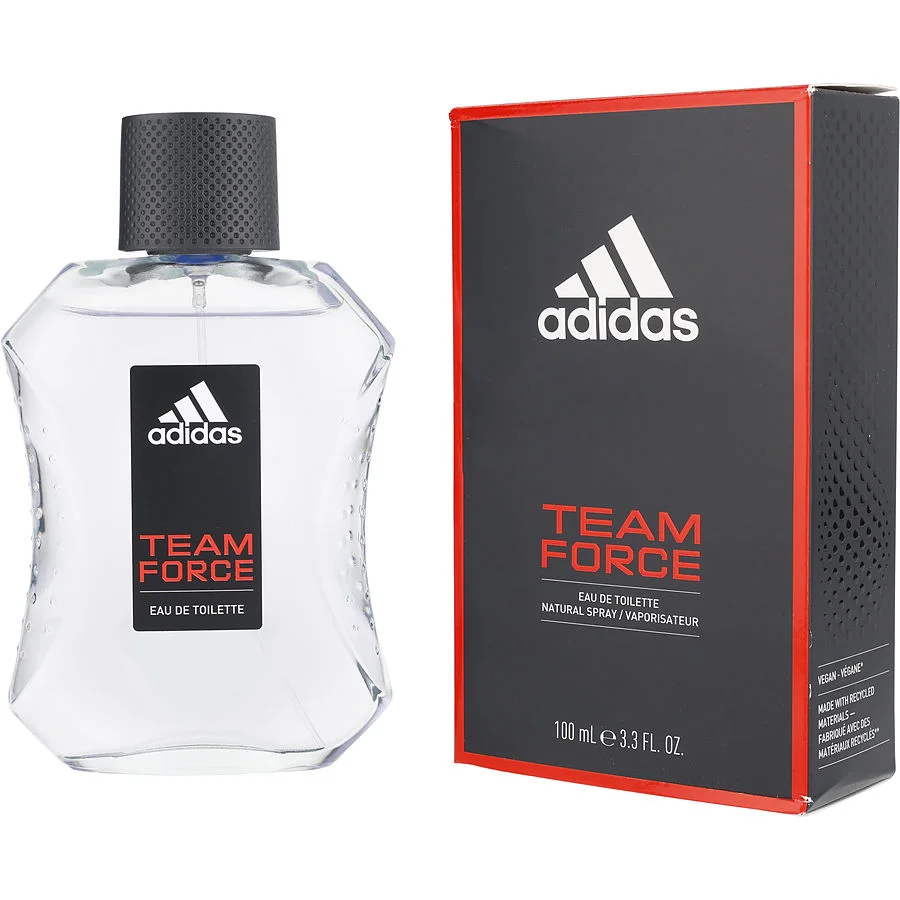 adidas
TEAM
FORCE
EAU DE TOILETTE
adidas
TEAM
FORCE
EAU DE TOILETTE
NATURAL SPRAY / VAPORISATEUR
100 mL ℮ 3.3 FL. OZ.
VEGAN - VÉGANE*
MADE WITH RECYCLED
MATERIALS –
FABRIQUÉ AVEC DES
MATÉRIAUX RECYCLÉS**